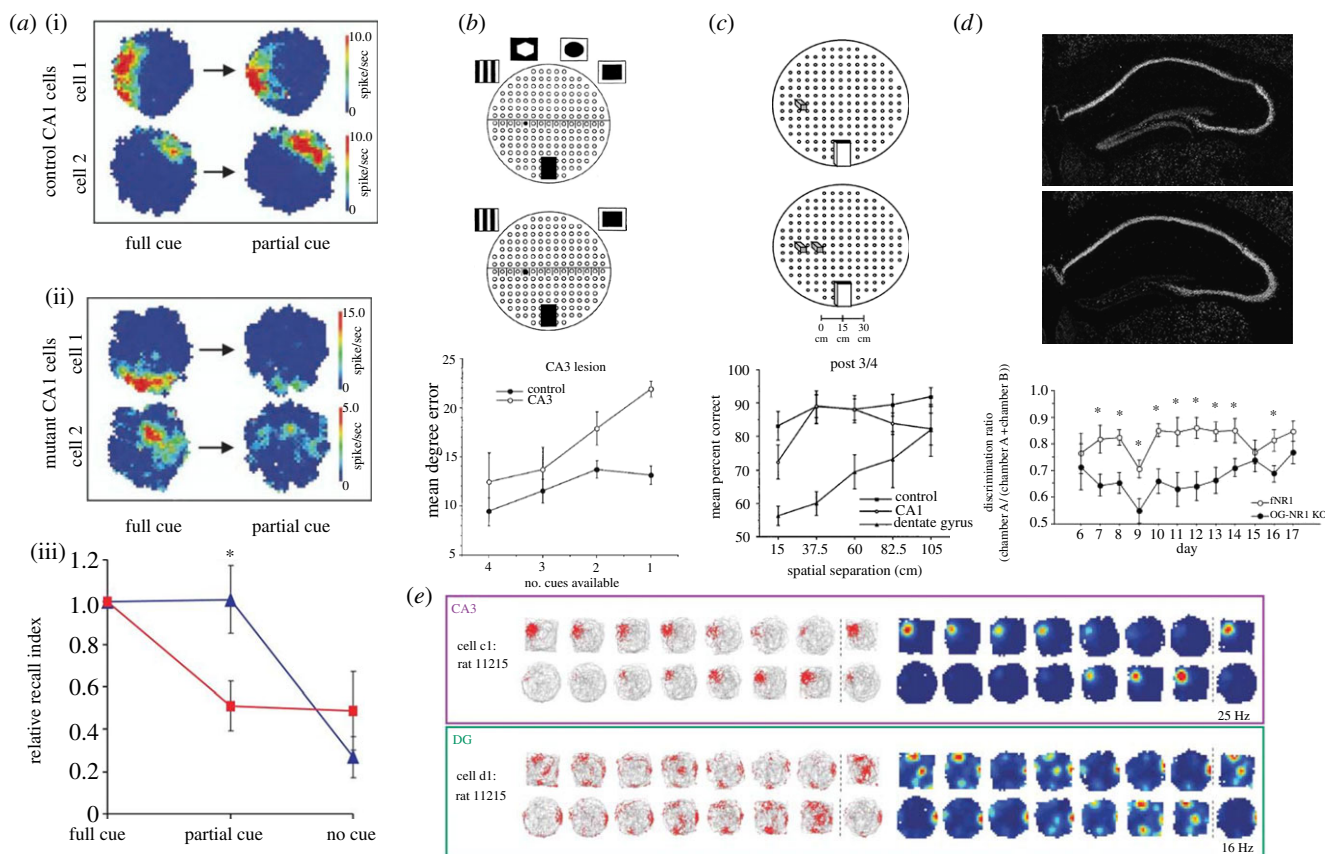 (a) (i)
control CA1 cells
cell 1
cell 2
10.0
spike/sec
0
10.0
spike/sec
0
full cue
partial cue
(ii)
mutant CA1 cells
cell 1
cell 2
15.0
spike/sec
0
5.0
spike/sec
0
full cue
partial cue
(iii)
relative recall index
1.2
1.0
0.8
0.6
0.4
0.2
0
*
full cue
partial cue
no cue
(b)
CA3 lesion
control
CA3
mean degree error
25
20
15
10
5
4 3 2 1
no. cues available
(c)
0 15 30
cm cm cm
post 3/4
mean percent correct
100
90
80
70
60
50
control
CA1
dentate gyrus
15 37.5 60 82.5 105
spatial separation (cm)
(d)
discrimination ratio
(chamber A/ (chamber A +chamber B))
1.0
0.9
0.8
0.7
0.6
0.5
* * * * * * * * *
fNR1
OG-NR1 KO
6 7 8 9 10 11 12 13 14 15 16 17
day
(e)
CA3
cell c1:
rat 11215
25 Hz
DG
cell d1:
rat 11215
16 Hz